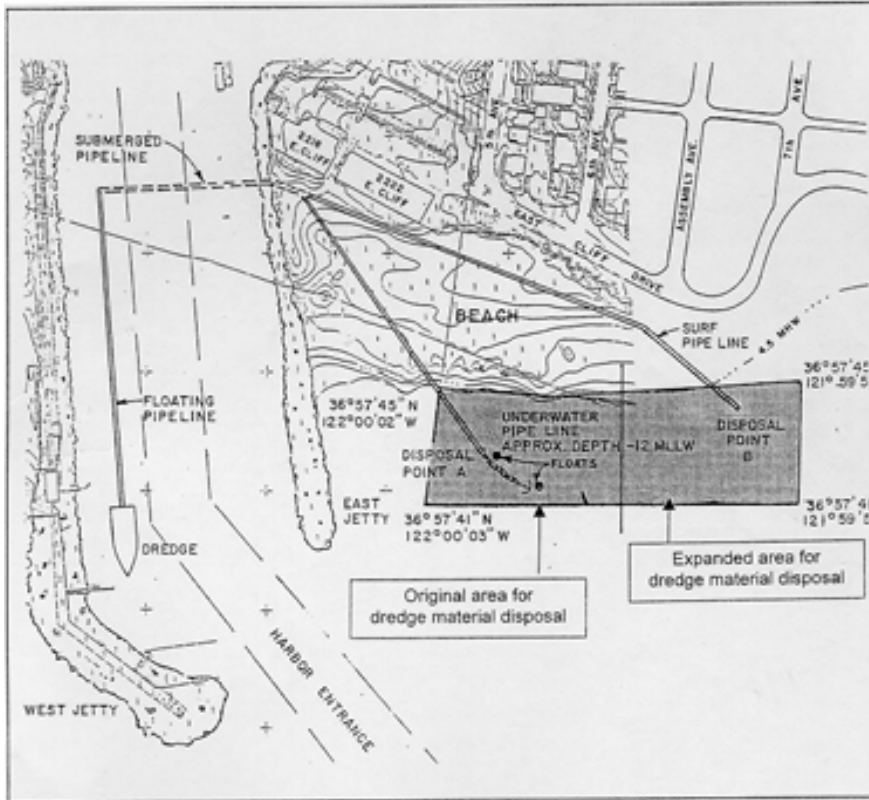 SUBMERGED
PIPELINE
2218
E. CLIFF
2222
E. CLIFF
5th AVE
6th AVE
ASSEMBLY AVE.
7th
AVE.
EAST
CLIFF
DRIVE
BEACH
SURF
PIPE LINE
4.5 MHW
FLOATING
PIPELINE
36°57'45"N
122°00'02"W
UNDERWATER
PIPE LINE
APPROX. DEPTH -12 MLLW
FLOATS
DISPOSAL
POINT A
DISPOSAL
POINT B
36°57'45
121°59'5
EAST
JETTY
36°57'41"N
122°00'03"W
36°57'4
121°59'5
DREDGE
Original area for
dredge material disposal
Expanded area for
dredge material disposal
HARBOR ENTRANCE
WEST JETTY